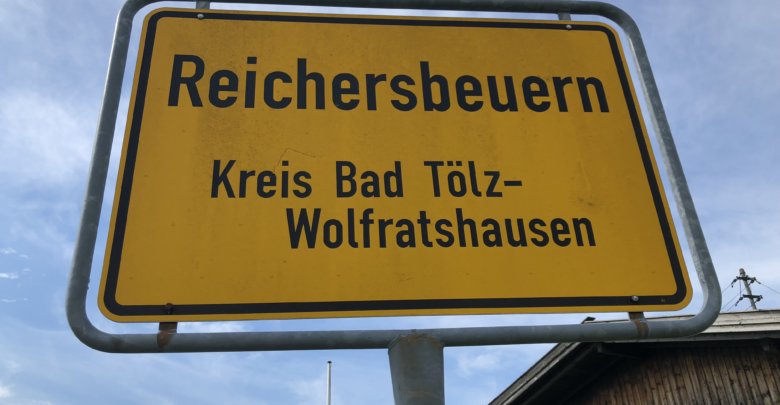 Reichersbeuern
Kreis Bad Tölz-
Wolfratshausen